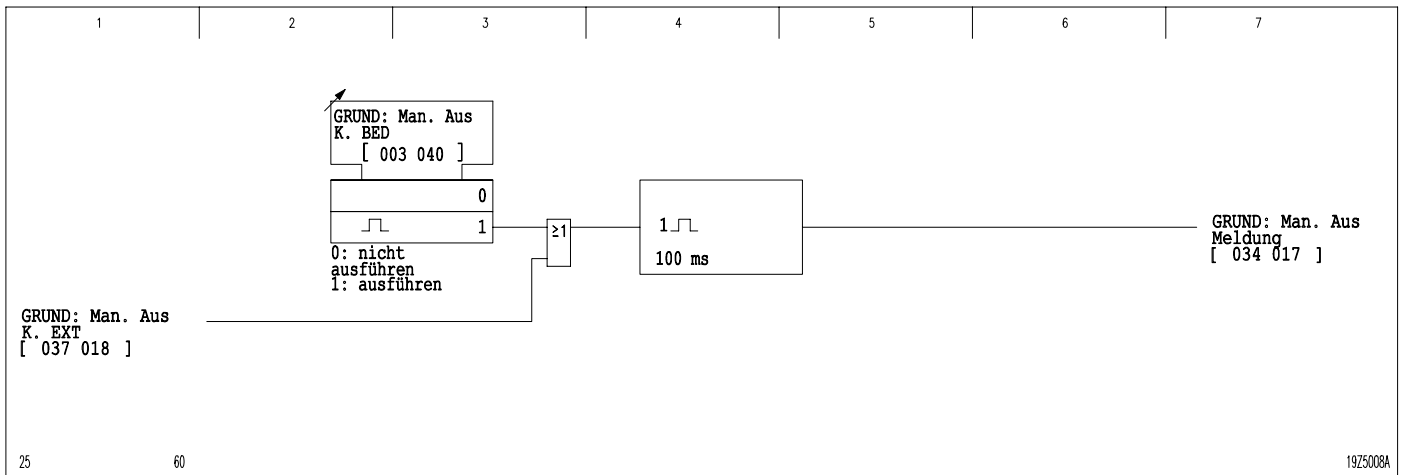 1 2 3 4 5 6 7
GRUND: Man. Aus
K. BED
[ 003 040 ]
0
1
≥1
1
100 ms
0: nicht
ausführen
1: ausführen
GRUND: Man. Aus
Meldung
[ 034 017 ]
GRUND: Man. Aus
K. EXT
[ 037 018 ]
25 60 19Z5008A